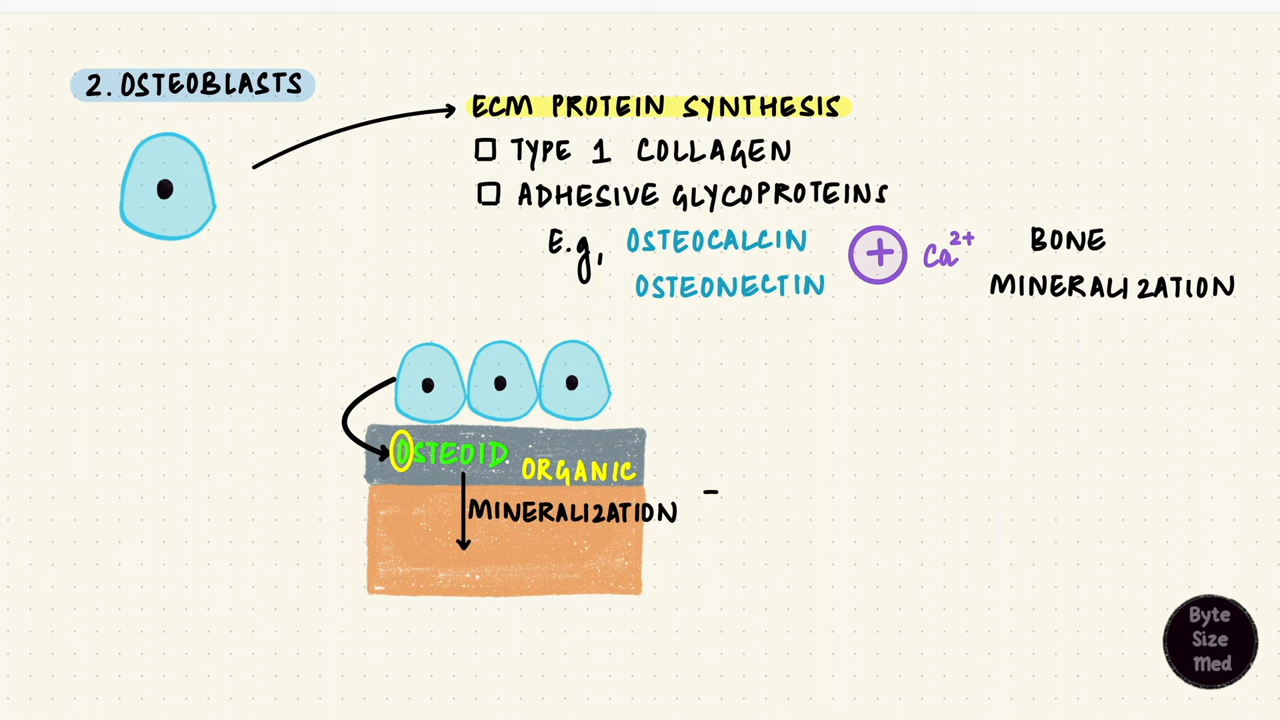 2. OSTEOBLASTS
ECM PROTEIN SYNTHESIS
TYPE 1 COLLAGEN
ADHESIVE GLYCOPROTEINS
E.g, OSTEOCALCIN + Ca2+ BONE
OSTEONECTIN MINERALIZATION
OSTEOID
ORGANIC
MINERALIZATION -
Byte
Size
Med